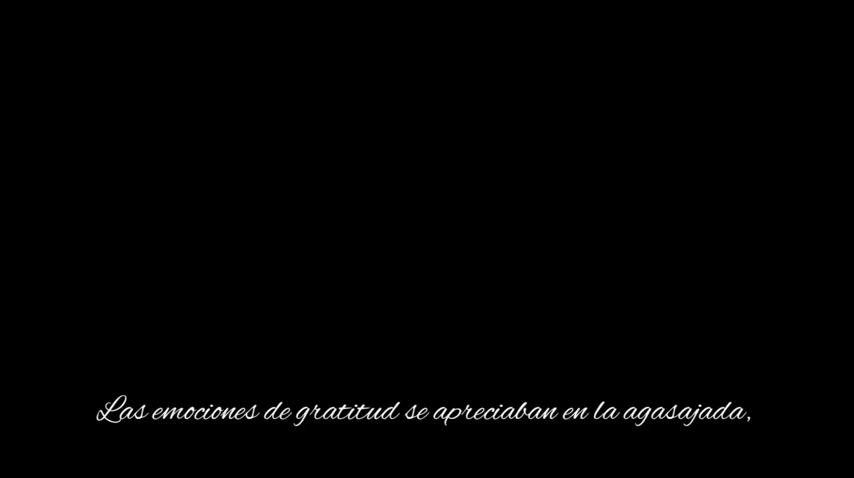 Las emociones de gratitud se apreciaban en la agasajada,